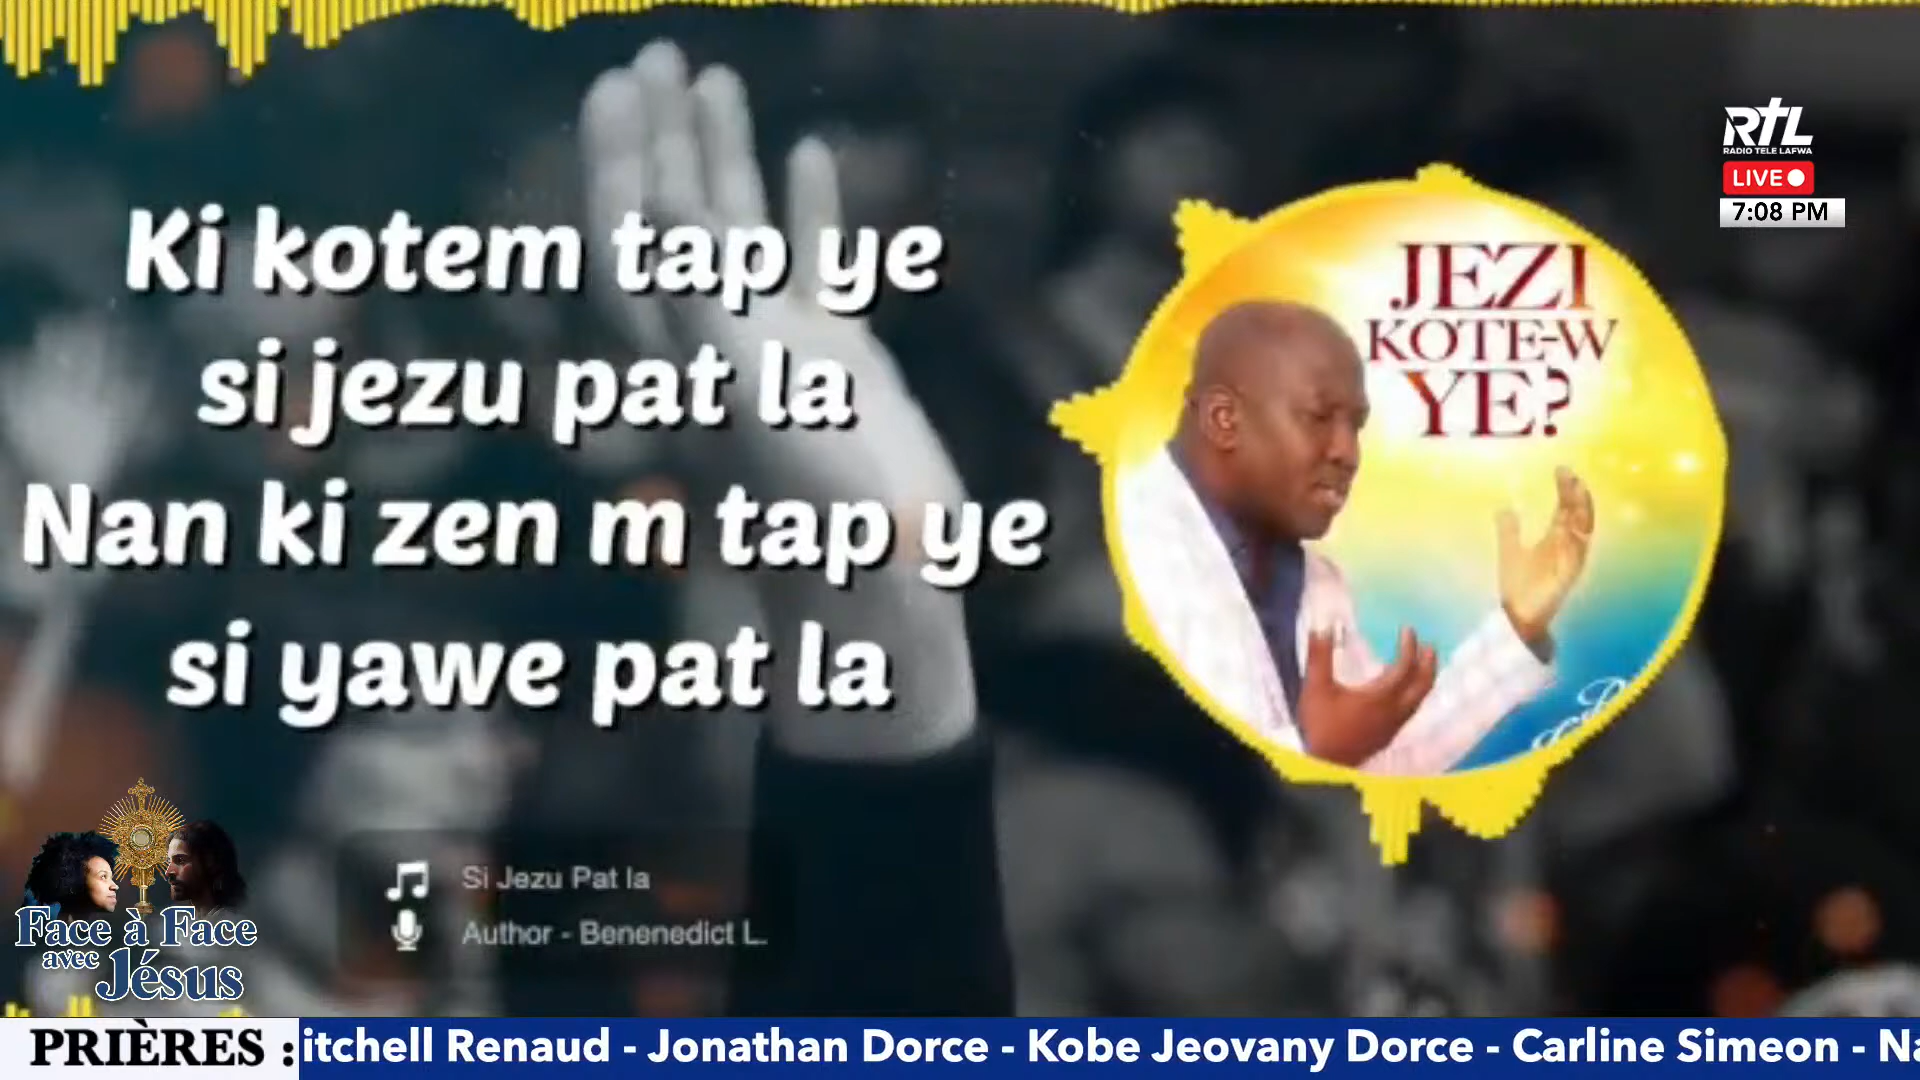 Ki kotem tap ye
si jezu pat la
Nan ki zen m tap ye
si yawe pat la
JEZI
KOTE-W
YE?
RTL
RADIO TELE LAFWA
LIVE
7:08 PM
Si Jezu Pat la
Author - Benenedict L.
Face à Face
avec Jésus
PRIÈRES : itchell Renaud - Jonathan Dorce - Kobe Jeovany Dorce - Carline Simeon - Na